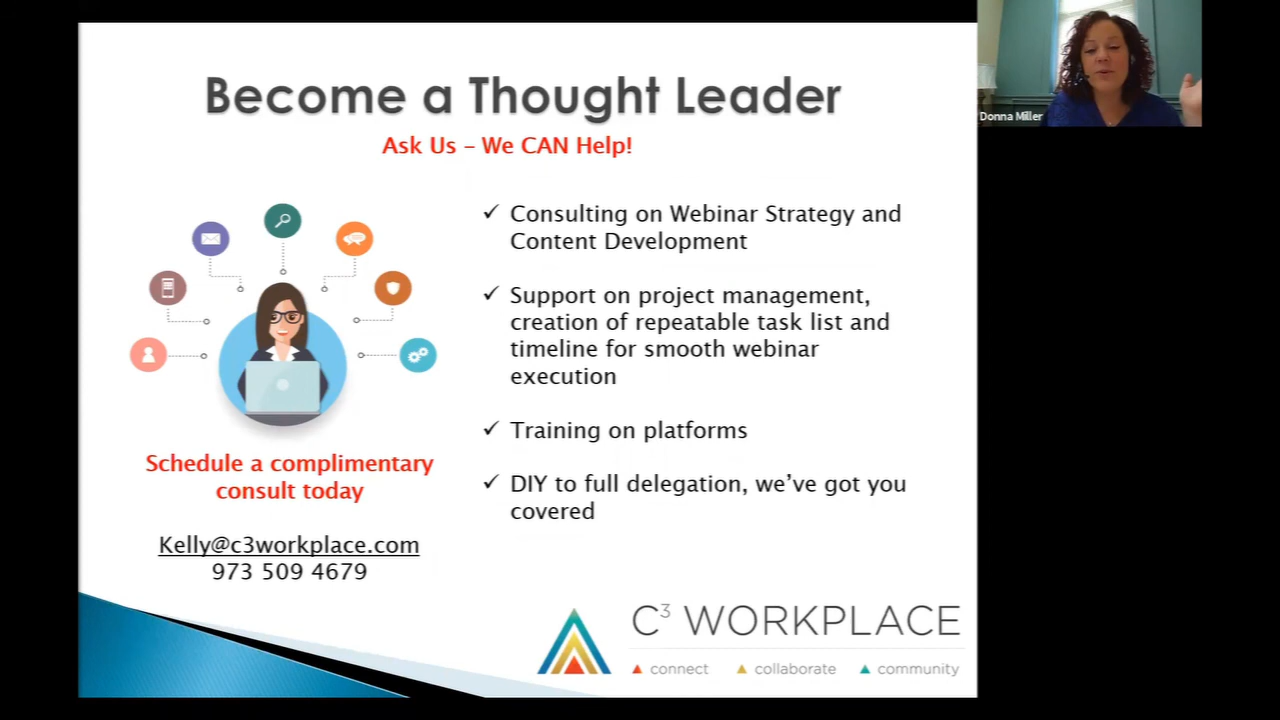 Become a Thought Leader
Ask Us – We CAN Help!
✓ Consulting on Webinar Strategy and
Content Development
✓ Support on project management,
creation of repeatable task list and
timeline for smooth webinar
execution
✓ Training on platforms
✓ DIY to full delegation, we've got you
covered
Schedule a complimentary
consult today
Kelly@c3workplace.com
973 509 4679
C³ WORKPLACE
connect collaborate community
Donna Miller